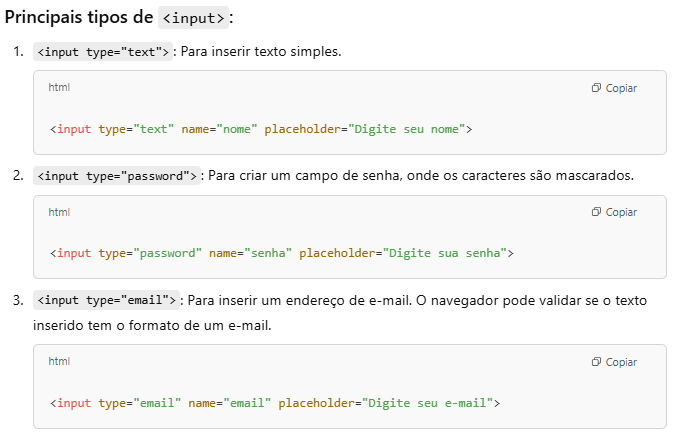 Principais tipos de <input>:
1. <input type="text">: Para inserir texto simples.
html Copiar
<input type="text" name="nome" placeholder="Digite seu nome">
2. <input type="password">: Para criar um campo de senha, onde os caracteres são mascarados.
html Copiar
<input type="password" name="senha" placeholder="Digite sua senha">
3. <input type="email">: Para inserir um endereço de e-mail. O navegador pode validar se o texto
inserido tem o formato de um e-mail.
html Copiar
<input type="email" name="email" placeholder="Digite seu e-mail">